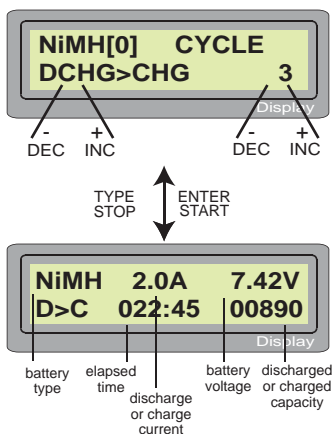 NiMH[0] CYCLE
DCHG>CHG 3
Display
- + - +
DEC INC DEC INC
TYPE ENTER
STOP START
NiMH 2.0A 7.42V
D>C 022:45 00890
Display
battery type
elapsed time
discharge or charge current
battery voltage
discharged or charged capacity